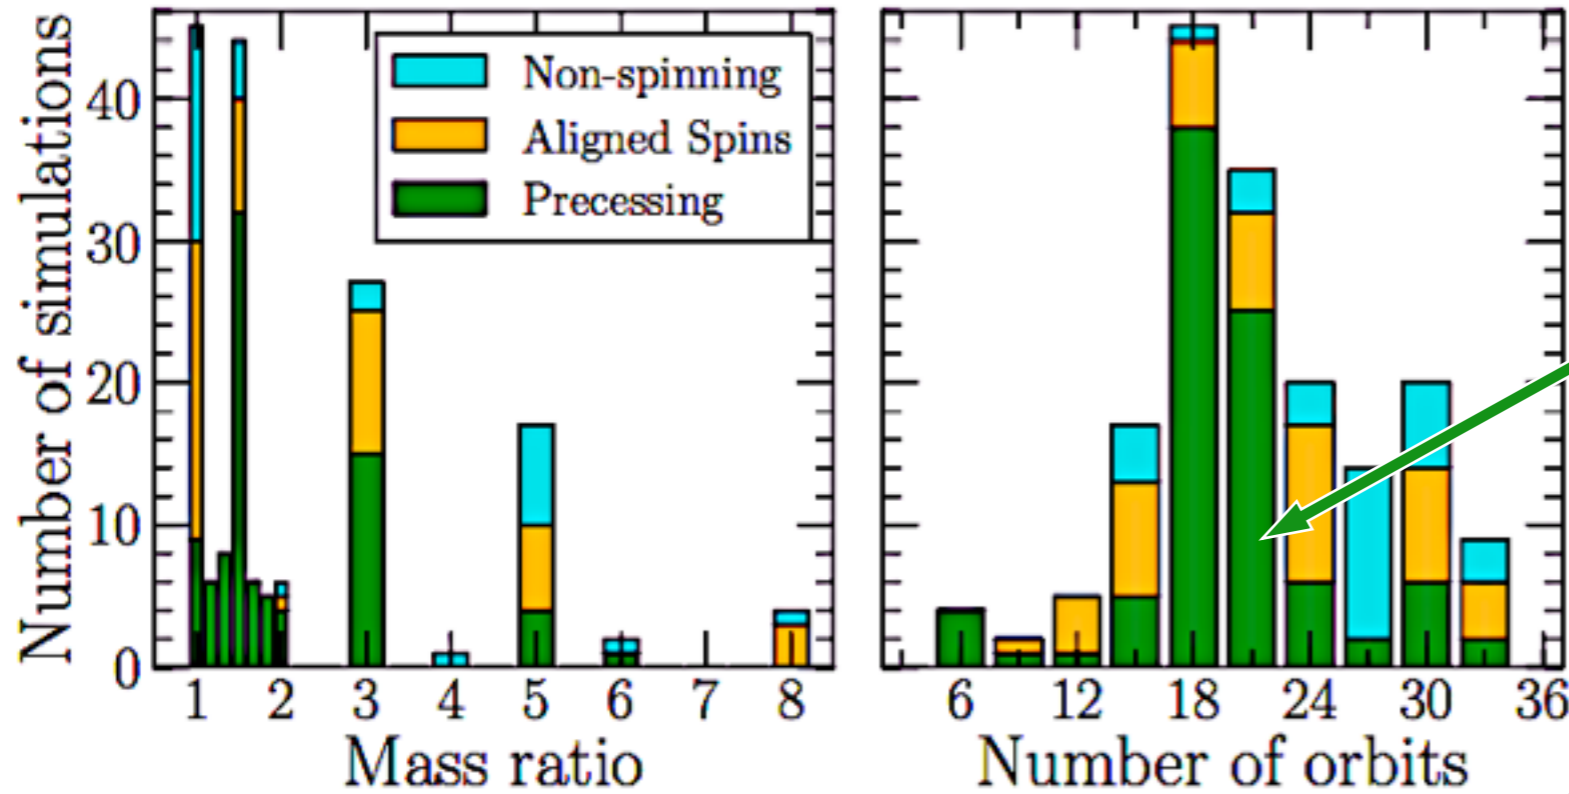 Number of simulations
40
30
20
10
0
Non-spinning
Aligned Spins
Precessing
1 2 3 4 5 6 7 8
Mass ratio
6 12 18 24 30 36
Number of orbits